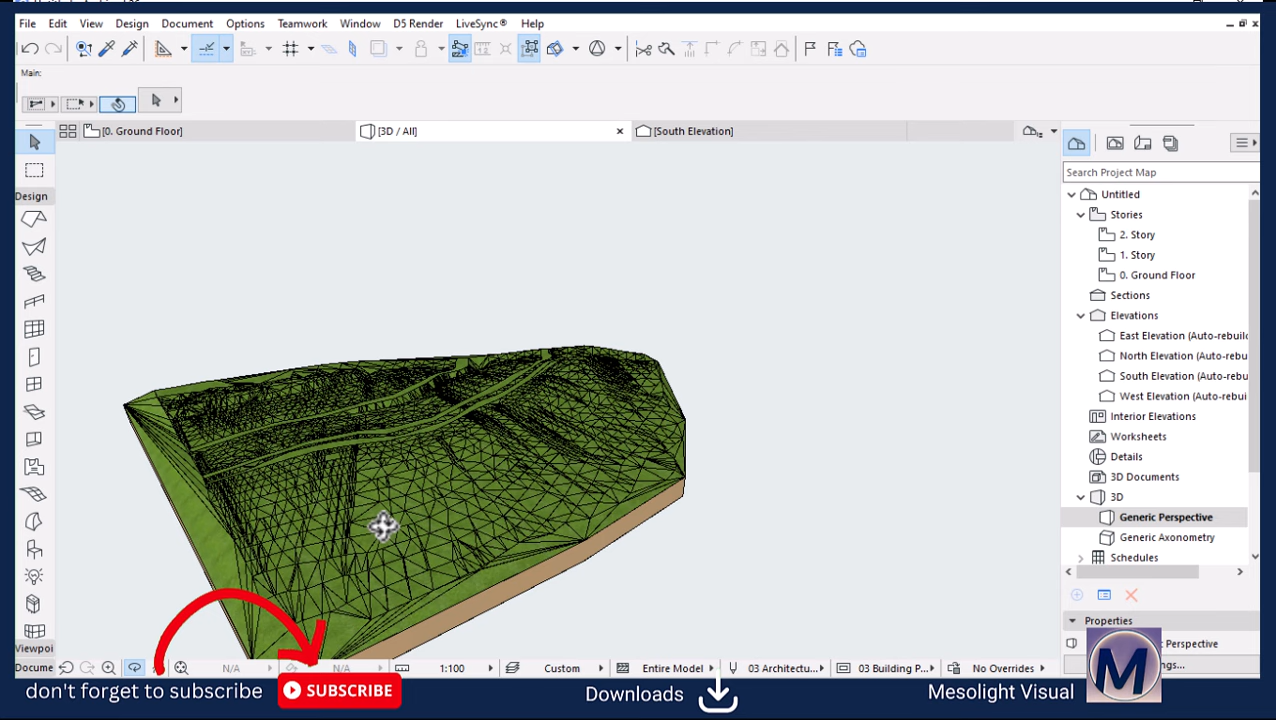 File Edit View Design Document Options Teamwork Window D5 Render LiveSync® Help
Main:
[0. Ground Floor]
[3D / All]
[South Elevation]
Search Project Map
Design
Untitled
Stories
2. Story
1. Story
0. Ground Floor
Sections
Elevations
East Elevation (Auto-rebuil
North Elevation (Auto-rebui
South Elevation (Auto-rebui
West Elevation (Auto-rebui
Interior Elevations
Worksheets
Details
3D Documents
3D
Generic Perspective
Generic Axonometry
Schedules
Properties
Perspective
ngs...
Viewpoi
Docume
N/A
N/A
1:100
Custom
Entire Model
03 Architectu...
03 Building P...
No Overrides
don't forget to subscribe
SUBSCRIBE
Downloads
Mesolight Visual
M